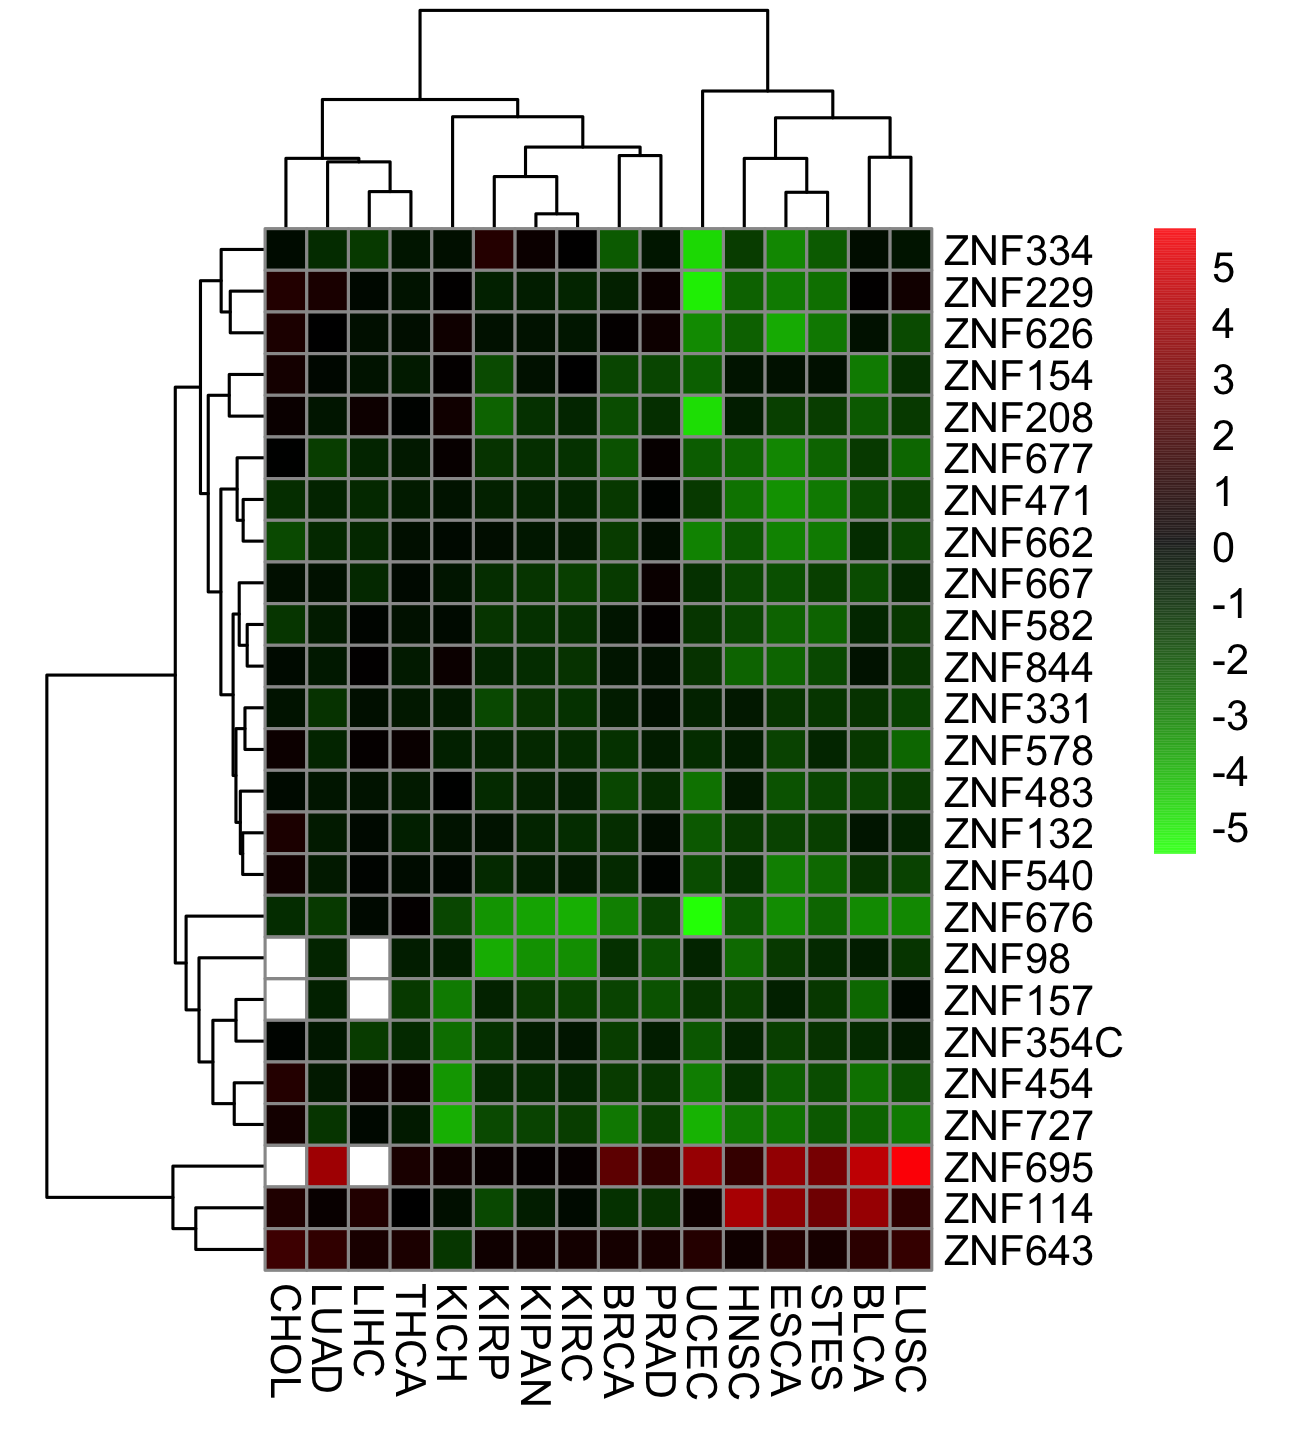 ZNF334
ZNF229
ZNF626
ZNF154
ZNF208
ZNF677
ZNF471
ZNF662
ZNF667
ZNF582
ZNF844
ZNF331
ZNF578
ZNF483
ZNF132
ZNF540
ZNF676
ZNF98
ZNF157
ZNF354C
ZNF454
ZNF727
ZNF695
ZNF114
ZNF643
5
4
3
2
1
0
-1
-2
-3
-4
-5
CHOL
LUAD
LIHC
THCA
KICH
KIRP
KIPAN
KIRC
BRCA
PRAD
UCEC
HNSC
ESCA
STES
BLCA
LUSC